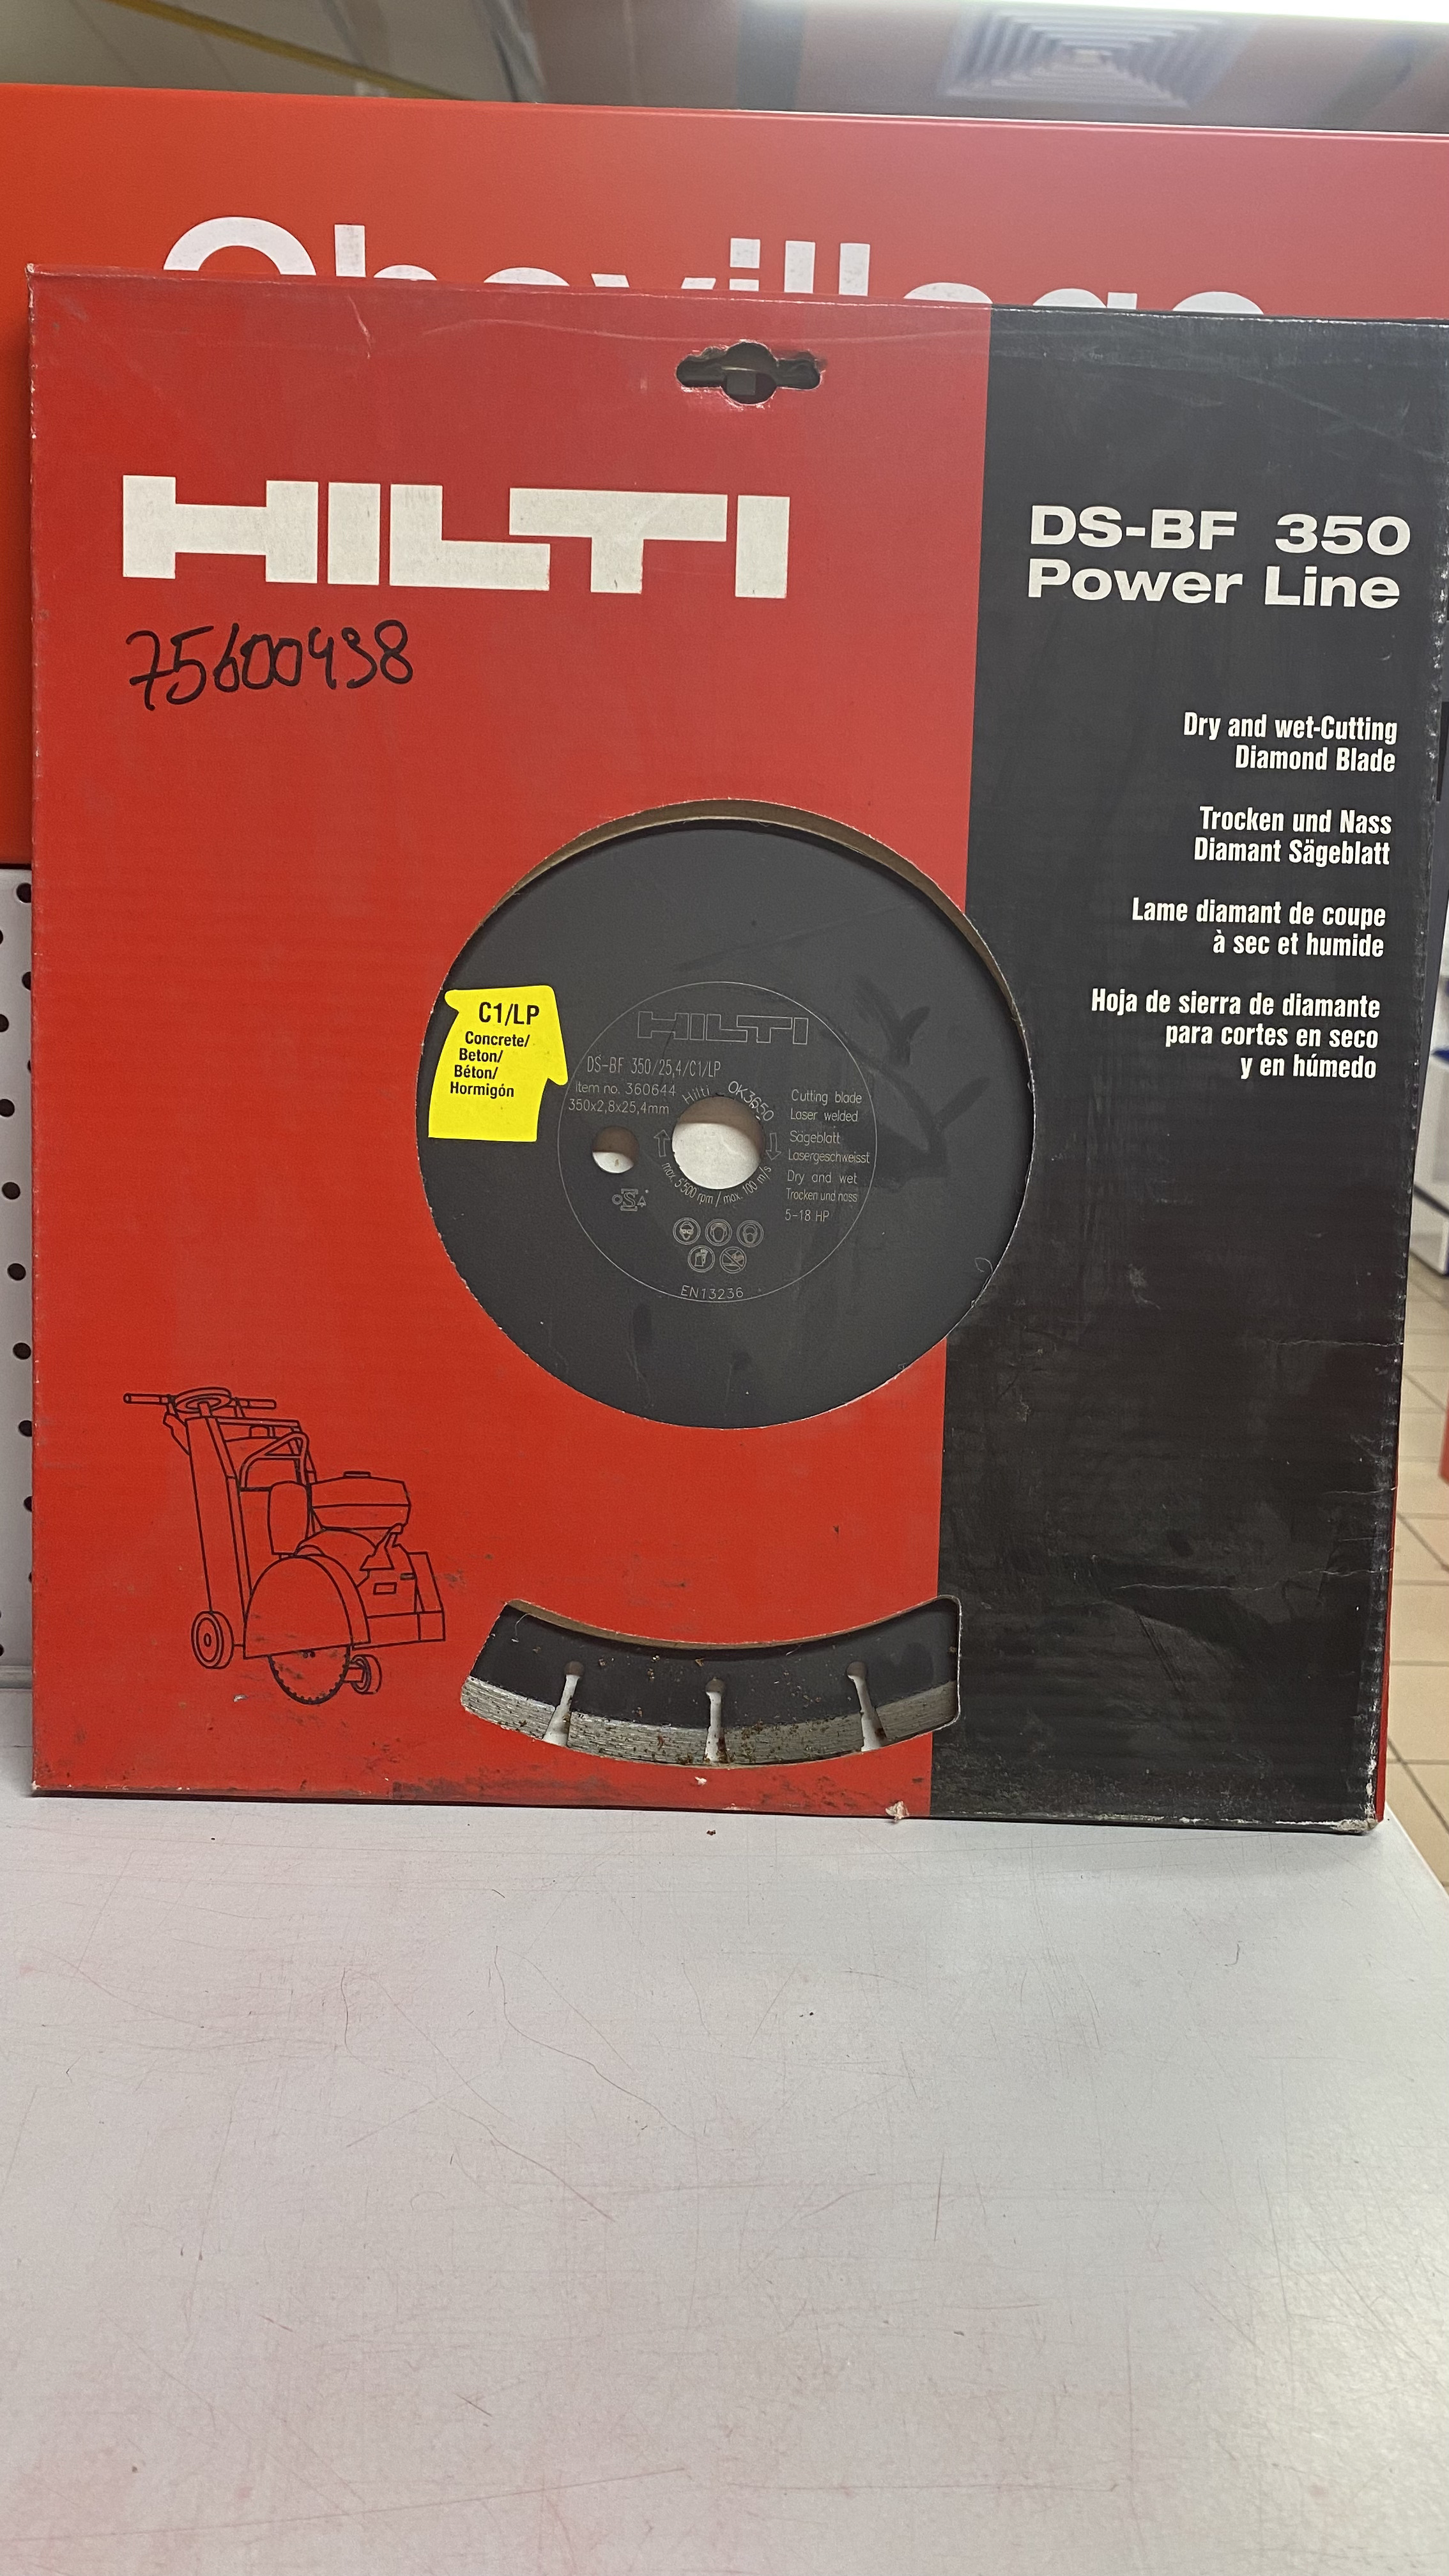 Chevillage
HILTI
75600498
DS-BF 350
Power Line
Dry and wet-Cutting
Diamond Blade
Trocken und Nass
Diamant Sägeblatt
Lame diamant de coupe
à sec et humide
Hoja de sierra de diamante
para cortes en seco
y en húmedo
C1/LP
Concrete/
Beton/
Béton/
Hormigón
HILTI
DS-BF 350/25,4/C1/LP
Item no. 360644
350x2,8x25,4mm
Hilti OK3650
max. 5500 rpm / max. 100 m/s
oSa
Cutting blade
Laser welded
Sägeblatt
Lasergeschweisst
Dry and wet
Trocken und nass
5-18 HP
EN13236